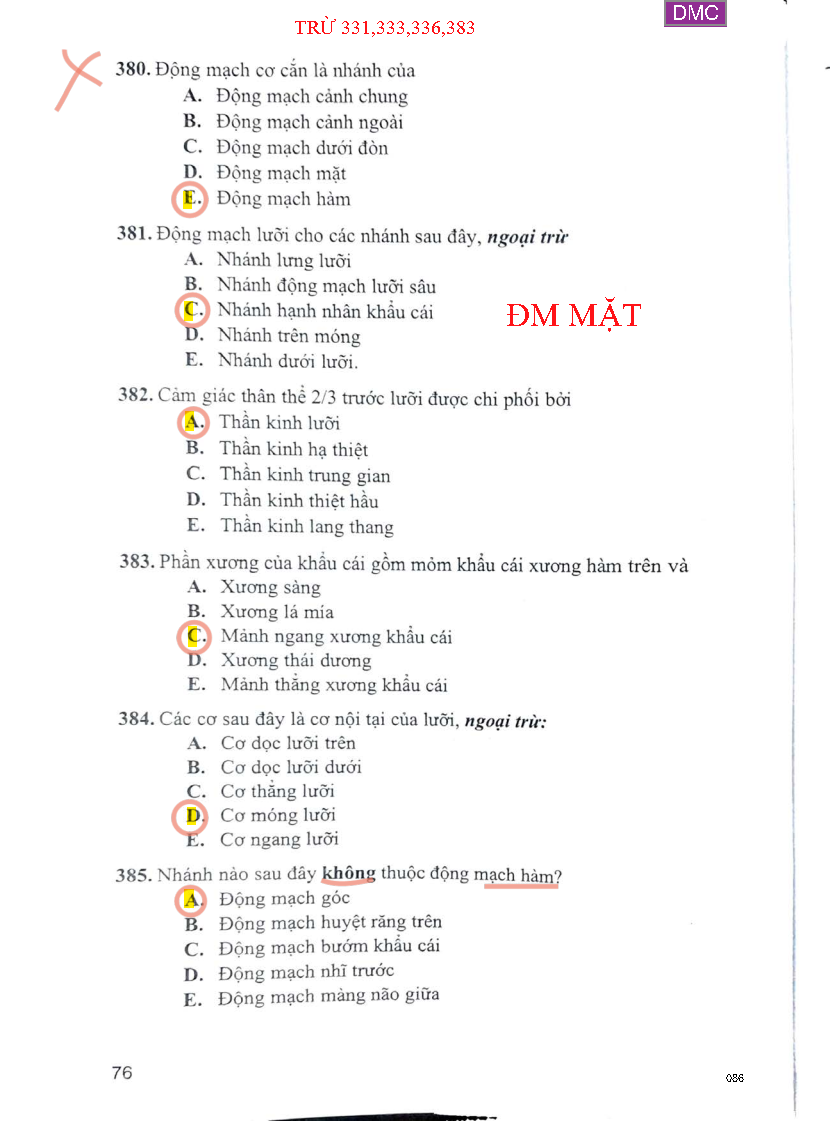 DMC
TRỪ 331,333,336,383
380. Động mạch cơ cắn là nhánh của
A. Động mạch cảnh chung
B. Động mạch cảnh ngoài
C. Động mạch dưới đòn
D. Động mạch mặt
E. Động mạch hàm
381. Động mạch lưỡi cho các nhánh sau đây, ngoại trừ
A. Nhánh lưng lưỡi
B. Nhánh động mạch lưỡi sâu
C. Nhánh hạnh nhân khẩu cái
ĐM MẶT
D. Nhánh trên móng
E. Nhánh dưới lưỡi.
382. Cảm giác thân thể 2/3 trước lưỡi được chi phối bởi
A. Thần kinh lưỡi
B. Thần kinh hạ thiệt
C. Thần kinh trung gian
D. Thần kinh thiệt hầu
E. Thần kinh lang thang
383. Phần xương của khẩu cái gồm mỏm khẩu cái xương hàm trên và
A. Xương sàng
B. Xương lá mía
C. Mảnh ngang xương khẩu cái
D. Xương thái dương
E. Mảnh thẳng xương khẩu cái
384. Các cơ sau đây là cơ nội tại của lưỡi, ngoại trừ:
A. Cơ dọc lưỡi trên
B. Cơ dọc lưỡi dưới
C. Cơ thẳng lưỡi
D. Cơ móng lưỡi
E. Cơ ngang lưỡi
385. Nhánh nào sau đây không thuộc động mạch hàm?
A. Động mạch góc
B. Động mạch huyệt răng trên
C. Động mạch bướm khẩu cái
D. Động mạch nhĩ trước
E. Động mạch màng não giữa
76
086